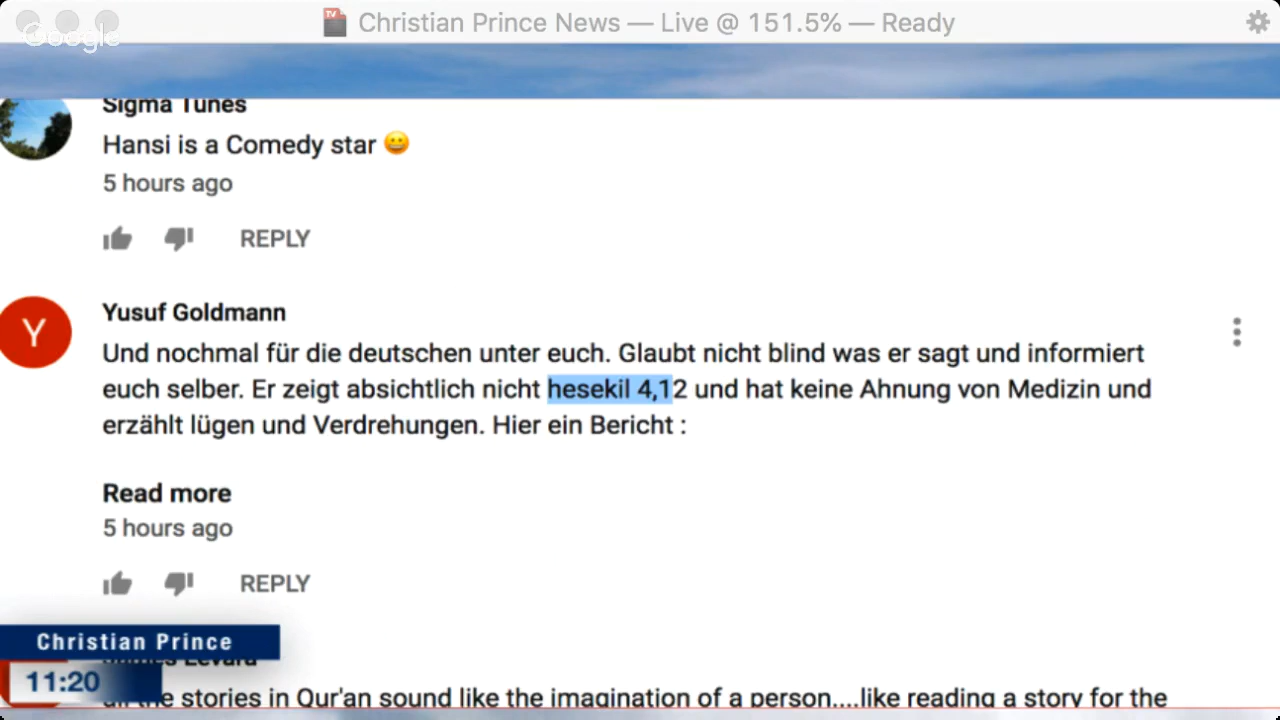 Christian Prince News — Live @ 151.5% — Ready
Google
Sigma Tunes
Hansi is a Comedy star 😀
5 hours ago
REPLY
Y
Yusuf Goldmann
Und nochmal für die deutschen unter euch. Glaubt nicht blind was er sagt und informiert
euch selber. Er zeigt absichtlich nicht hesekil 4,12 und hat keine Ahnung von Medizin und
erzählt lügen und Verdrehungen. Hier ein Bericht :
Read more
5 hours ago
REPLY
Christian Prince
11:20
the stories in Qur'an sound like the imagination of a person....like reading a story for the